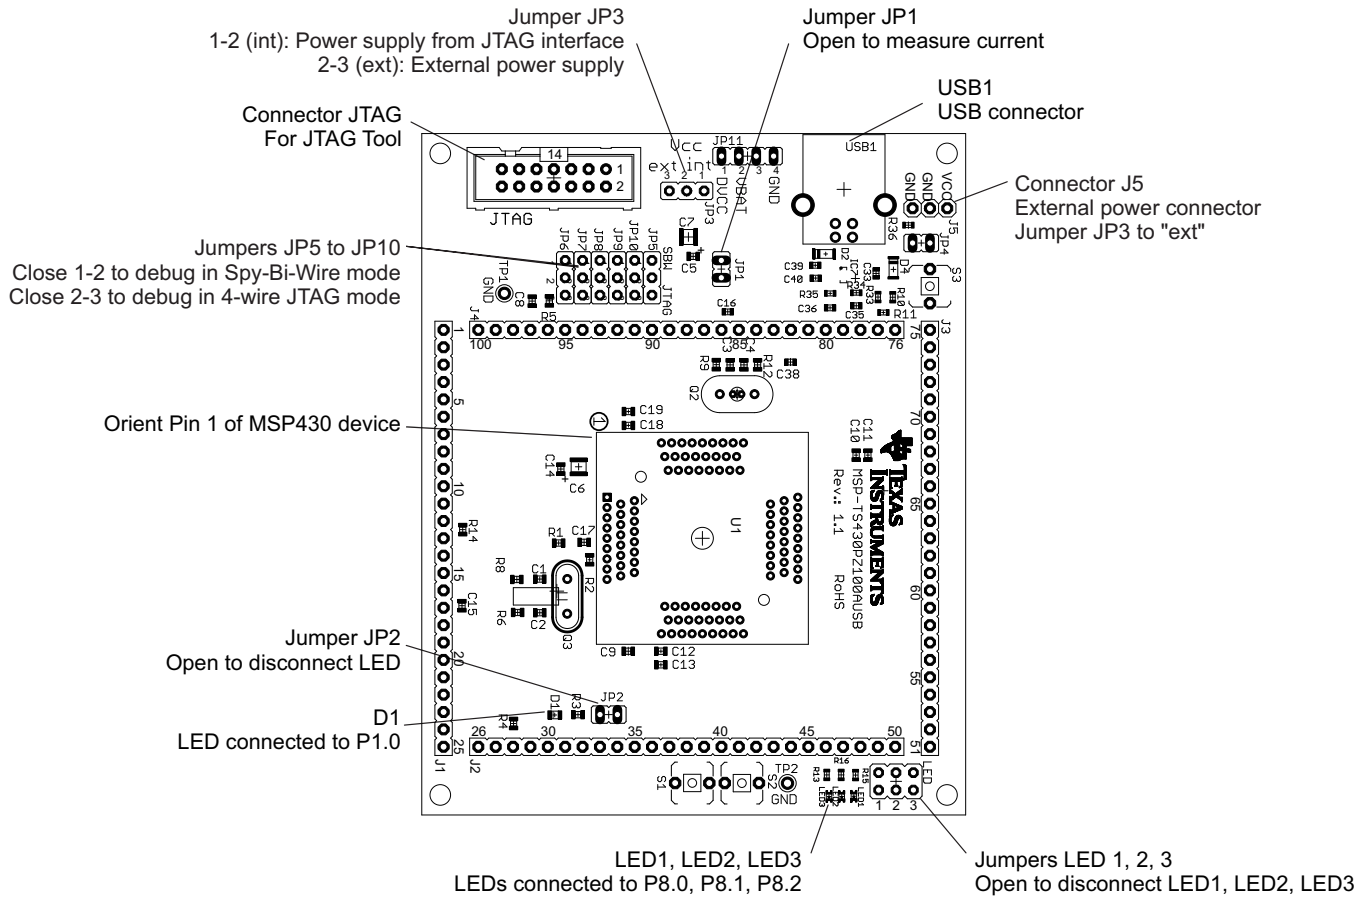 Jumper JP3
1-2 (int): Power supply from JTAG interface
2-3 (ext): External power supply
Jumper JP1
Open to measure current
USB1
USB connector
Connector JTAG
For JTAG Tool
Connector J5
External power connector
Jumper JP3 to "ext"
Jumpers JP5 to JP10
Close 1-2 to debug in Spy-Bi-Wire mode
Close 2-3 to debug in 4-wire JTAG mode
Orient Pin 1 of MSP430 device
Jumper JP2
Open to disconnect LED
D1
LED connected to P1.0
LED1, LED2, LED3
LEDs connected to P8.0, P8.1, P8.2
Jumpers LED 1, 2, 3
Open to disconnect LED1, LED2, LED3
14
1
2
JTAG
Vcc
ext int
3 2 1
JP3
JP11
1 2 3 4
DVCC
VBAT
GND
USB1
GND
GND
VCC
J5
R36
JP4
S3
C7
C5
JP1
JP6
JP7
JP8
JP9
JP10
JP5
SBW
JTAG
TP1
GND
C8
R5
2
C39
C40
D2
R35
C36
R34
C35
C33
R33
D4
R10
R11
C16
J4
100 95 90 85 80 76
J3
75
70
65
60
55
51
1
5
10
15
20
25
J1
R9
C3
C4
R12
C38
Q2
C19
C18
1
C14
C6
C10
C11
TEXAS
INSTRUMENTS
MSP-TS430PZ100AUSB
Rev.: 1.1 RoHS
U1
R14
C15
R1
C17
R2
R8
C1
R6
C2
Q3
C9
C12
C13
D1
R3
JP2
R4
26 30 35 40 45 50
J2
S1
S2
TP2
GND
R13
R16
R15
LED3
LED2
LED1
LED
1 2 3